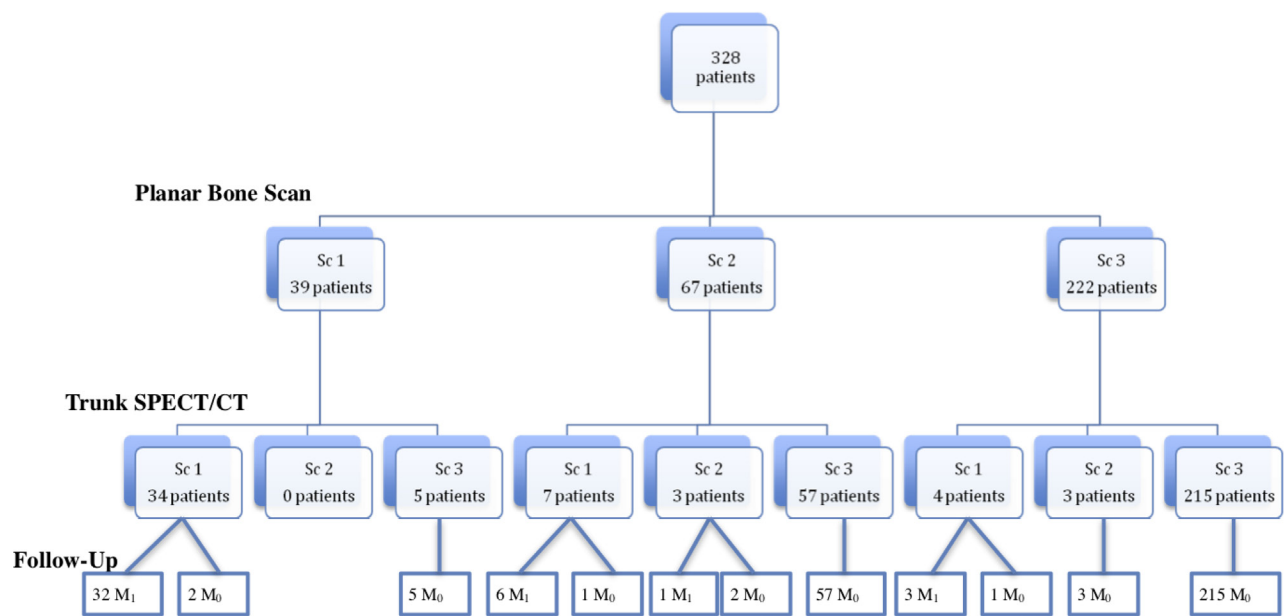 328
patients
Planar Bone Scan
Sc 1
39 patients
Sc 2
67 patients
Sc 3
222 patients
Trunk SPECT/CT
Sc 1
34 patients
Sc 2
0 patients
Sc 3
5 patients
Sc 1
7 patients
Sc 2
3 patients
Sc 3
57 patients
Sc 1
4 patients
Sc 2
3 patients
Sc 3
215 patients
Follow-Up
32 M₁
2 M₀
5 M₀
6 M₁
1 M₀
1 M₁
2 M₀
57 M₀
3 M₁
1 M₀
3 M₀
215 M₀